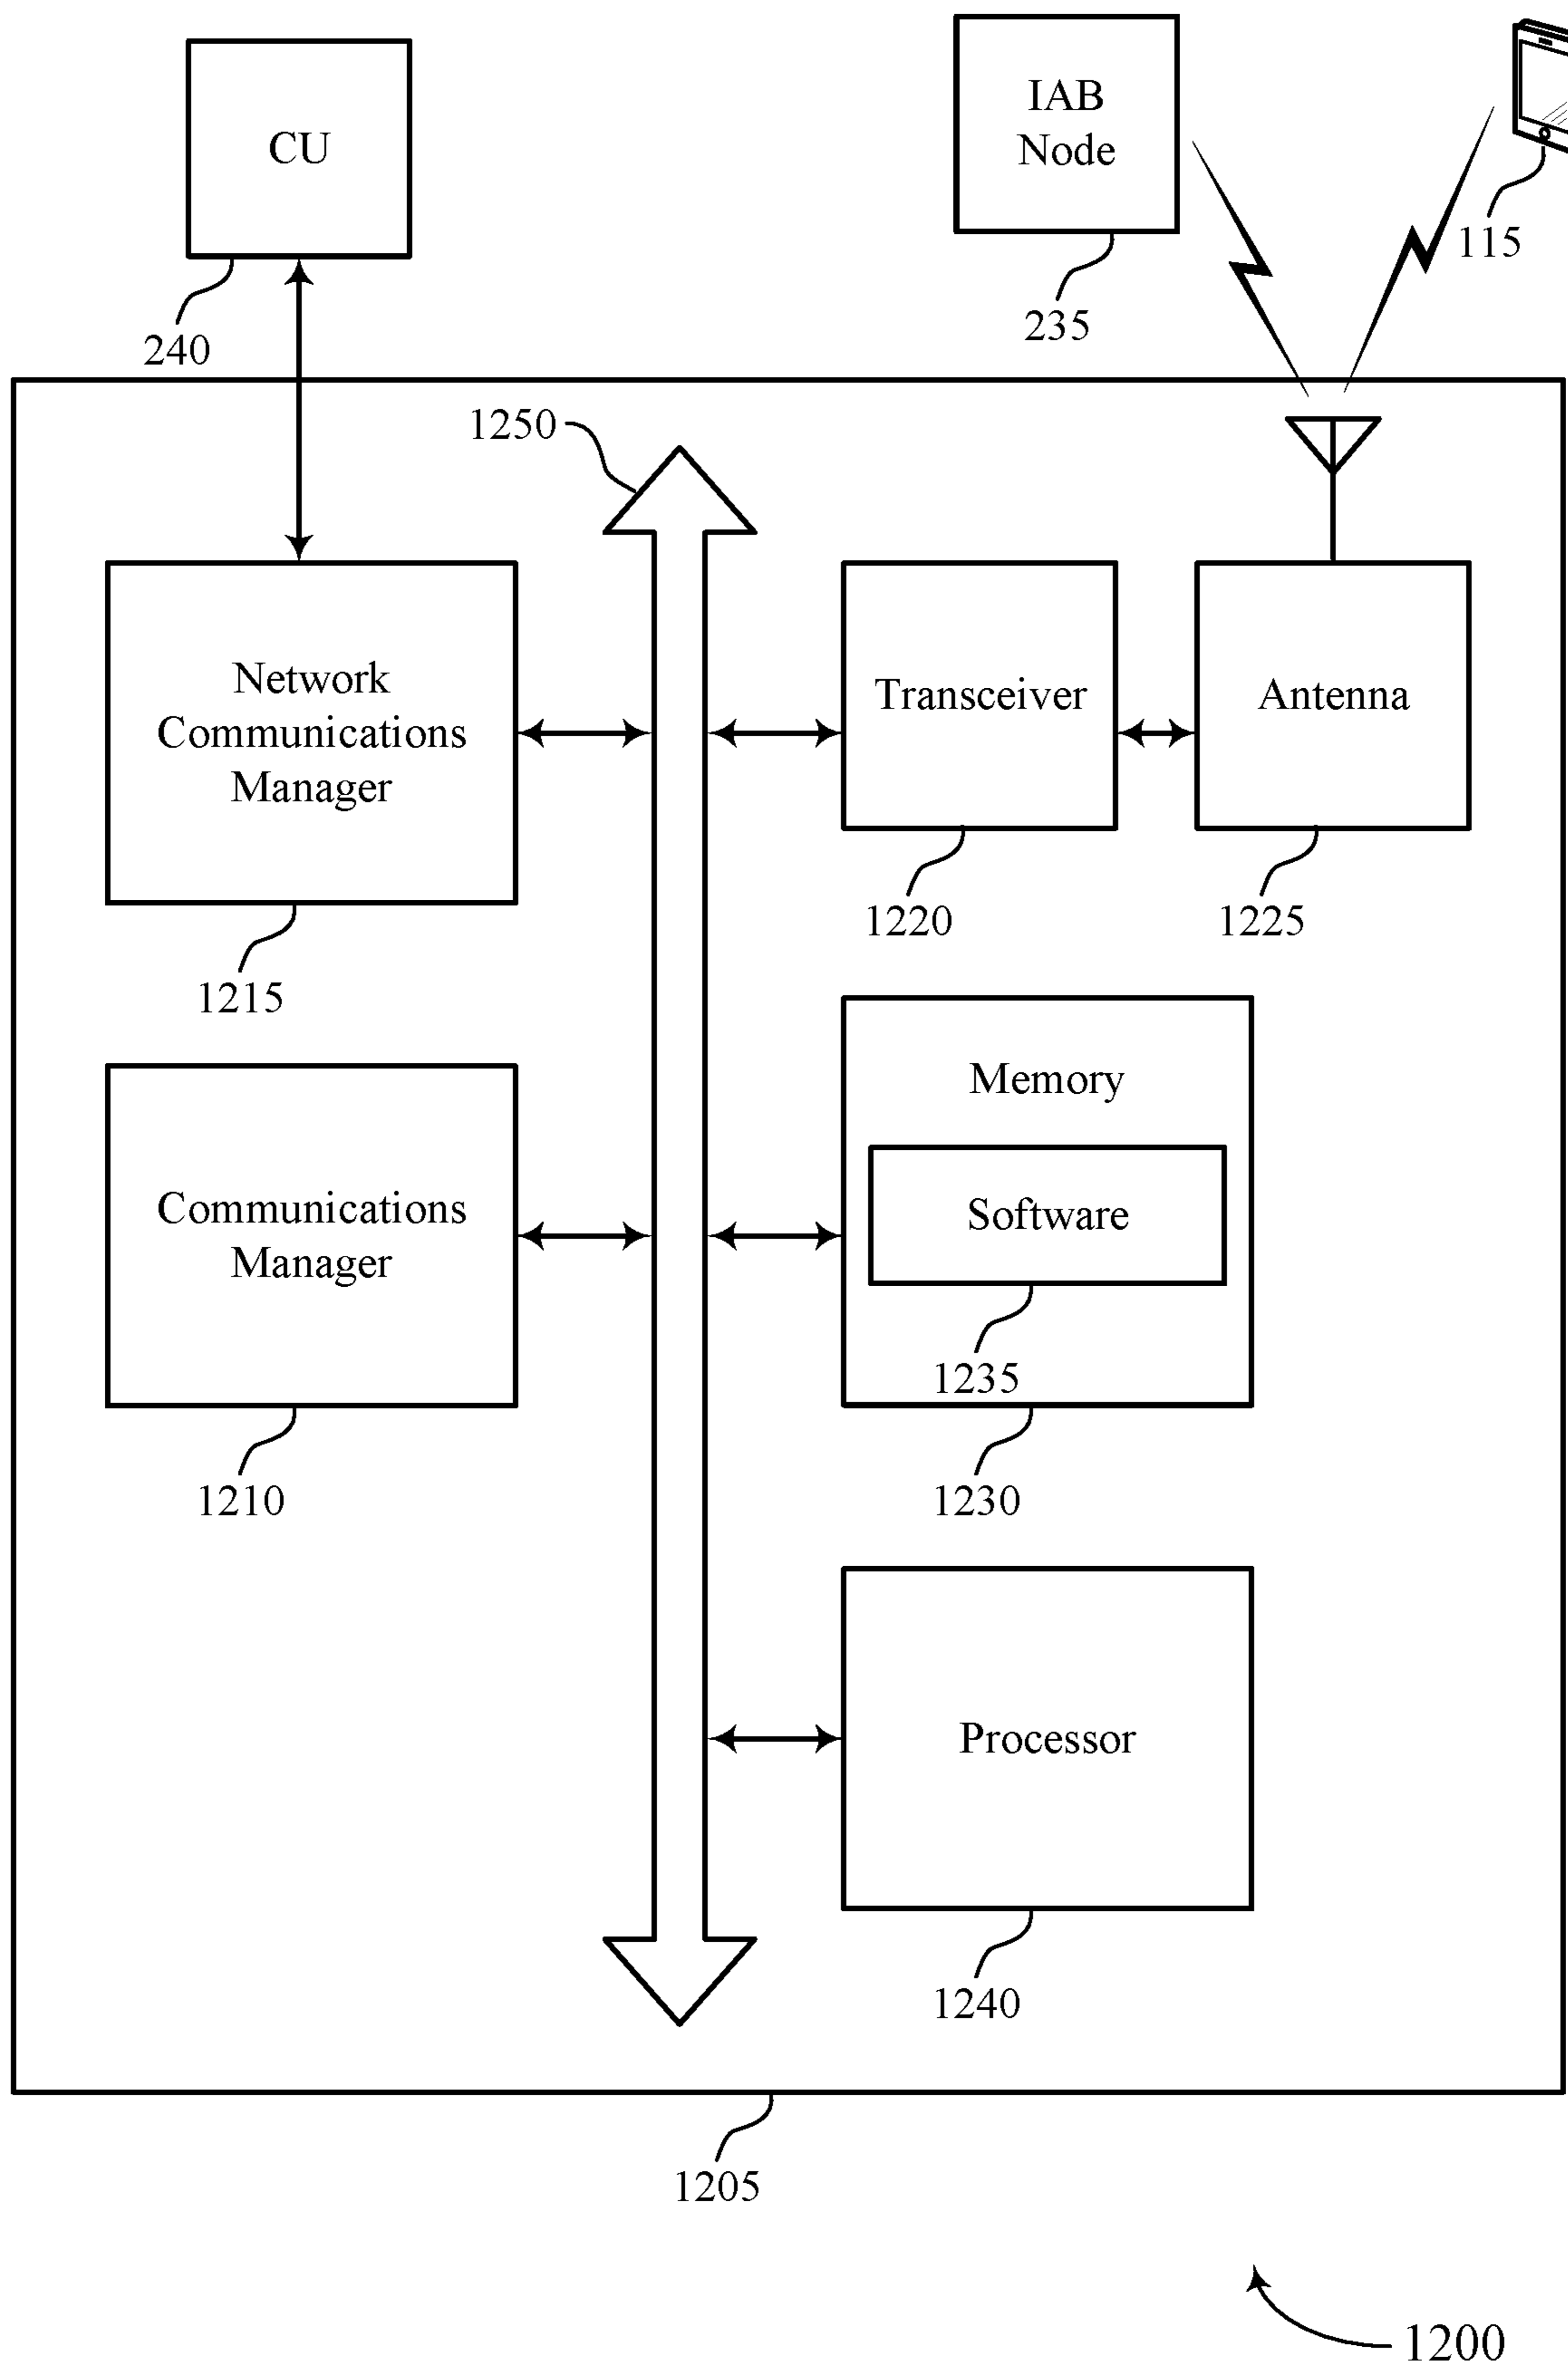 CU
240
IAB
Node
235
115
1250
Network
Communications
Manager
1215
Transceiver
1220
Antenna
1225
Communications
Manager
1210
Memory
Software
1235
1230
Processor
1240
1205
1200